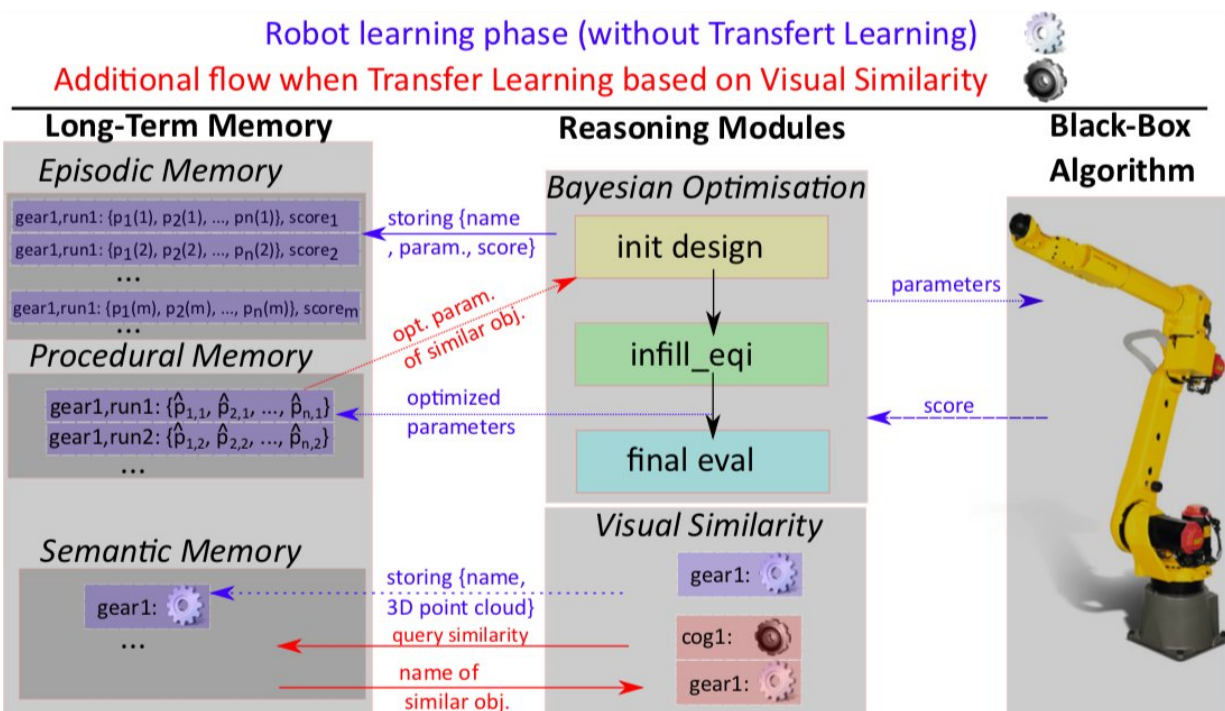 Robot learning phase (without Transfert Learning)
Additional flow when Transfer Learning based on Visual Similarity
Long-Term Memory
Reasoning Modules
Black-Box
Algorithm
Episodic Memory
gear1,run1: {p₁(1), p₂(1), ..., pn(1)}, score₁
gear1,run1: {p₁(2), p₂(2), ..., pₙ(2)}, score₂
...
gear1,run1: {p₁(m), p₂(m), ..., pₙ(m)}, scoreₘ
...
Procedural Memory
gear1,run1: {p̂₁,₁, p̂₂,₁, ..., p̂ₙ,₁}
gear1,run2: {p̂₁,₂, p̂₂,₂, ..., p̂ₙ,₂}
...
Semantic Memory
gear1:
...
storing {name
, param., score}
opt. param.
of similar obj.
optimized
parameters
storing {name,
3D point cloud}
query similarity
name of
similar obj.
Bayesian Optimisation
init design
infill_eqi
final eval
Visual Similarity
gear1:
cog1:
gear1:
parameters
score